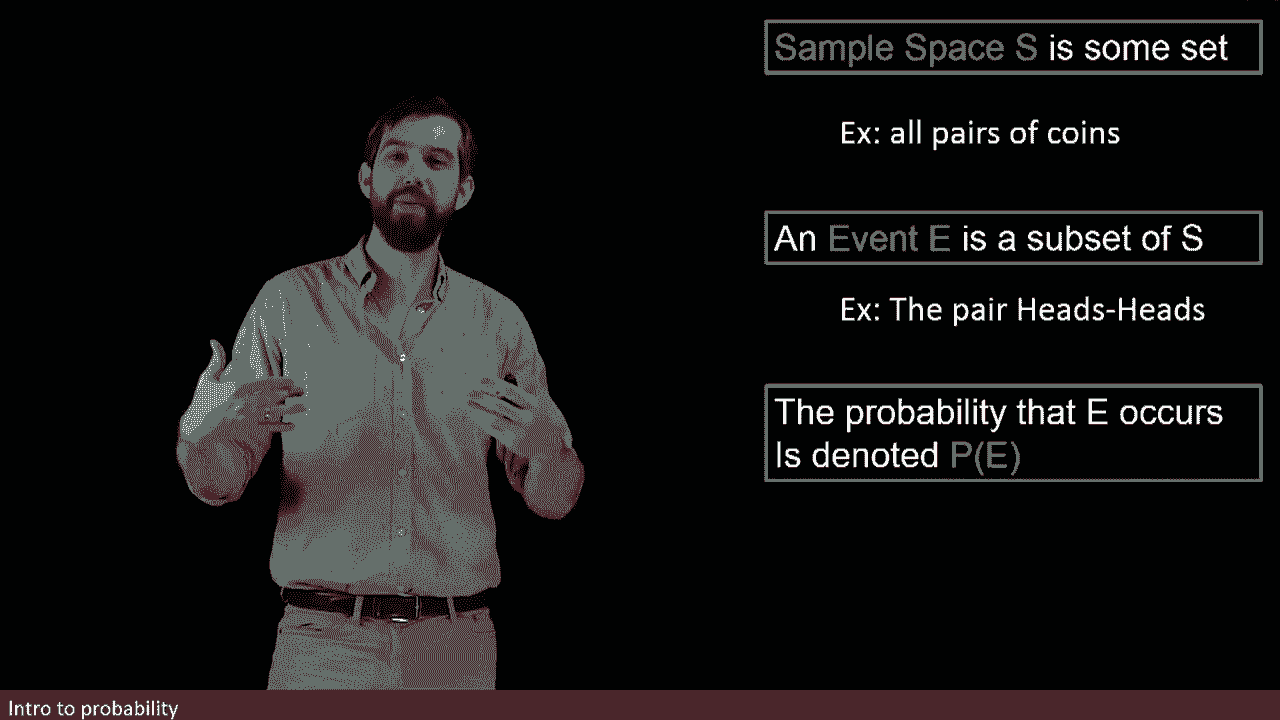 Sample Space S is some set
Ex: all pairs of coins
An Event E is a subset of S
Ex: The pair Heads-Heads
The probability that E occurs
Is denoted P(E)
Intro to probability